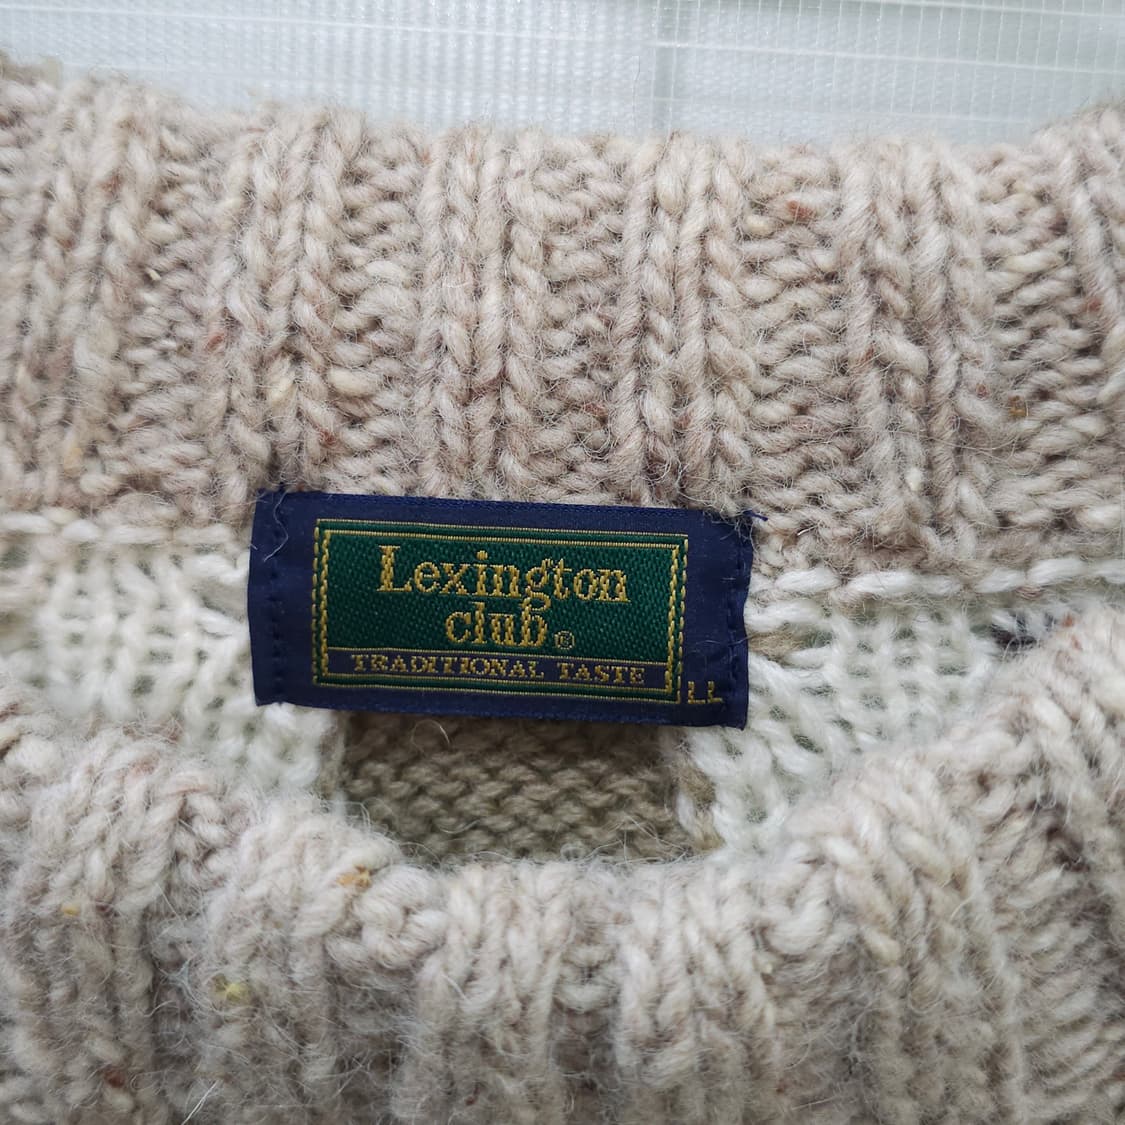 Lexington
club®
TRADITIONAL TASTE
LL